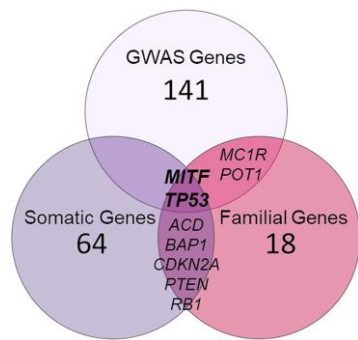 GWAS Genes
141
MC1R
POT1
MITF
TP53
Somatic Genes
64
ACD
BAP1
CDKN2A
PTEN
RB1
Familial Genes
18